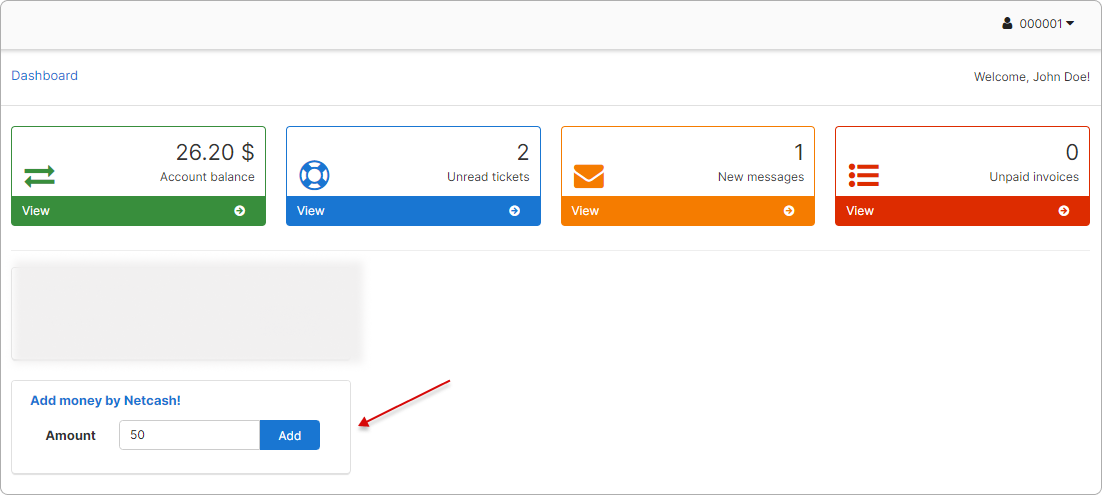 000001
Dashboard
Welcome, John Doe!
26.20 $
Account balance
View
2
Unread tickets
View
1
New messages
View
0
Unpaid invoices
View
Add money by Netcash!
Amount 50 Add